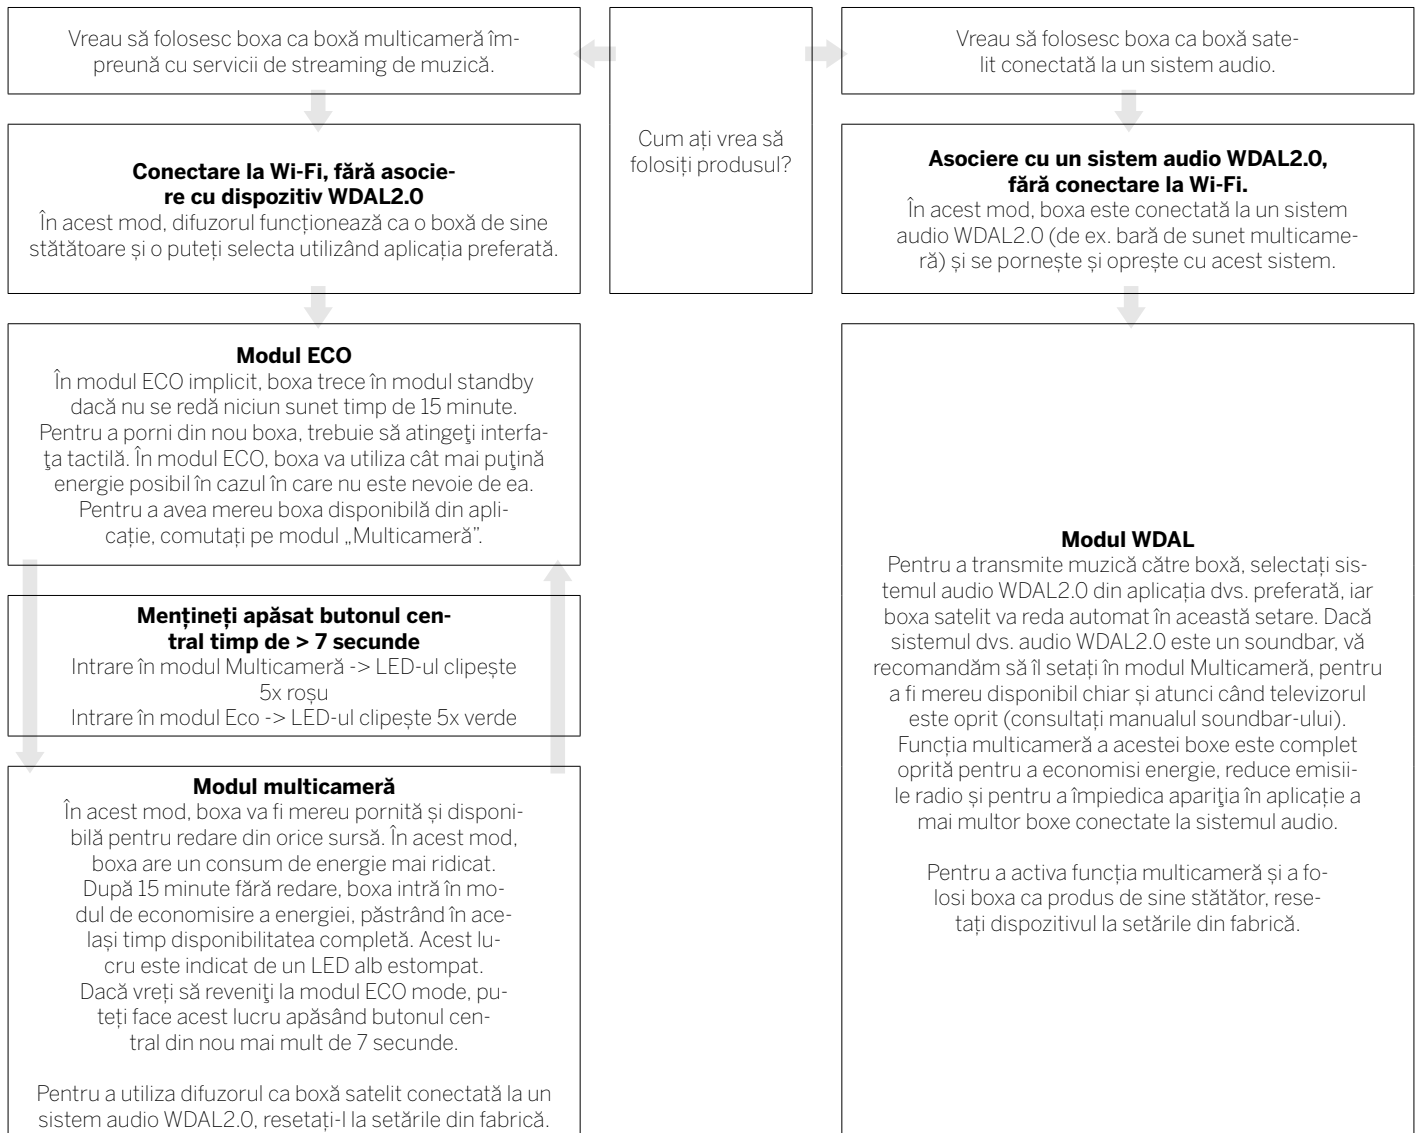 Vreau să folosesc boxa ca boxă multicameră îm-
preună cu servicii de streaming de muzică.
Conectare la Wi-Fi, fără asocie-
re cu dispozitiv WDAL2.0
În acest mod, difuzorul funcționează ca o boxă de sine
stătătoare și o puteți selecta utilizând aplicația preferată.
Modul ECO
În modul ECO implicit, boxa trece în modul standby
dacă nu se redă niciun sunet timp de 15 minute.
Pentru a porni din nou boxa, trebuie să atingeţi interfa-
ţa tactilă. În modul ECO, boxa va utiliza cât mai puţină
energie posibil în cazul în care nu este nevoie de ea.
Pentru a avea mereu boxa disponibilă din apli-
cație, comutați pe modul „Multicameră”.
Mențineți apăsat butonul cen-
tral timp de > 7 secunde
Intrare în modul Multicameră -> LED-ul clipește
5x roșu
Intrare în modul Eco -> LED-ul clipește 5x verde
Modul multicameră
În acest mod, boxa va fi mereu pornită și disponi-
bilă pentru redare din orice sursă. În acest mod,
boxa are un consum de energie mai ridicat.
După 15 minute fără redare, boxa intră în mo-
dul de economisire a energiei, păstrând în ace-
lași timp disponibilitatea completă. Acest lu-
cru este indicat de un LED alb estompat.
Dacă vreți să reveniţi la modul ECO mode, pu-
teți face acest lucru apăsând butonul cen-
tral din nou mai mult de 7 secunde.
Pentru a utiliza difuzorul ca boxă satelit conectată la un
sistem audio WDAL2.0, resetați-l la setările din fabrică.
Cum ați vrea să
folosiți produsul?
Vreau să folosesc boxa ca boxă sate-
lit conectată la un sistem audio.
Asociere cu un sistem audio WDAL2.0,
fără conectare la Wi-Fi.
În acest mod, boxa este conectată la un sistem
audio WDAL2.0 (de ex. bară de sunet multicame-
ră) și se pornește și oprește cu acest sistem.
Modul WDAL
Pentru a transmite muzică către boxă, selectați sis-
temul audio WDAL2.0 din aplicația dvs. preferată, iar
boxa satelit va reda automat în această setare. Dacă
sistemul dvs. audio WDAL2.0 este un soundbar, vă
recomandăm să îl setați în modul Multicameră, pentru
a fi mereu disponibil chiar și atunci când televizorul
este oprit (consultați manualul soundbar-ului).
Funcția multicameră a acestei boxe este complet
oprită pentru a economisi energie, reduce emisii-
le radio și pentru a împiedica apariţia în aplicație a
mai multor boxe conectate la sistemul audio.
Pentru a activa funcția multicameră și a fo-
losi boxa ca produs de sine stătător, rese-
tați dispozitivul la setările din fabrică.